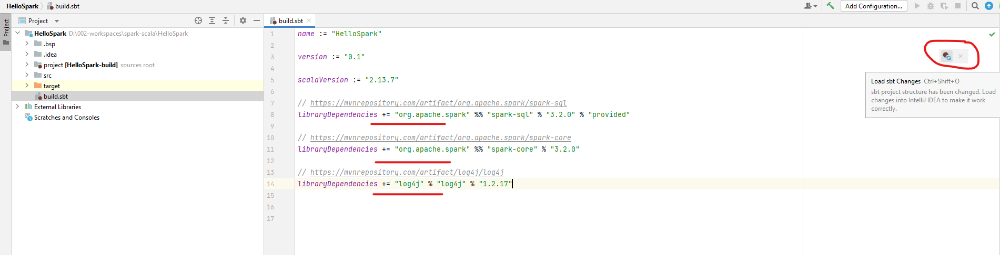 HelloSpark
build.sbt
Add Configuration...
Project
Project
build.sbt
HelloSpark D:\002-workspaces\spark-scala\HelloSpark
.bsp
.idea
project [HelloSpark-build] sources root
src
target
build.sbt
External Libraries
Scratches and Consoles
1 name := "HelloSpark"
2
3 version := "0.1"
4
5 scalaVersion := "2.13.7"
6
7 // https://mvnrepository.com/artifact/org.apache.spark/spark-sql
8 libraryDependencies += "org.apache.spark" %% "spark-sql" % "3.2.0" % "provided"
9
10 // https://mvnrepository.com/artifact/org.apache.spark/spark-core
11 libraryDependencies += "org.apache.spark" %% "spark-core" % "3.2.0"
12
13 // https://mvnrepository.com/artifact/log4j/log4j
14 libraryDependencies += "log4j" % "log4j" % "1.2.17"
15
16
17
Load sbt Changes Ctrl+Shift+O
sbt project structure has been changed. Load
changes into IntelliJ IDEA to make it work
correctly.